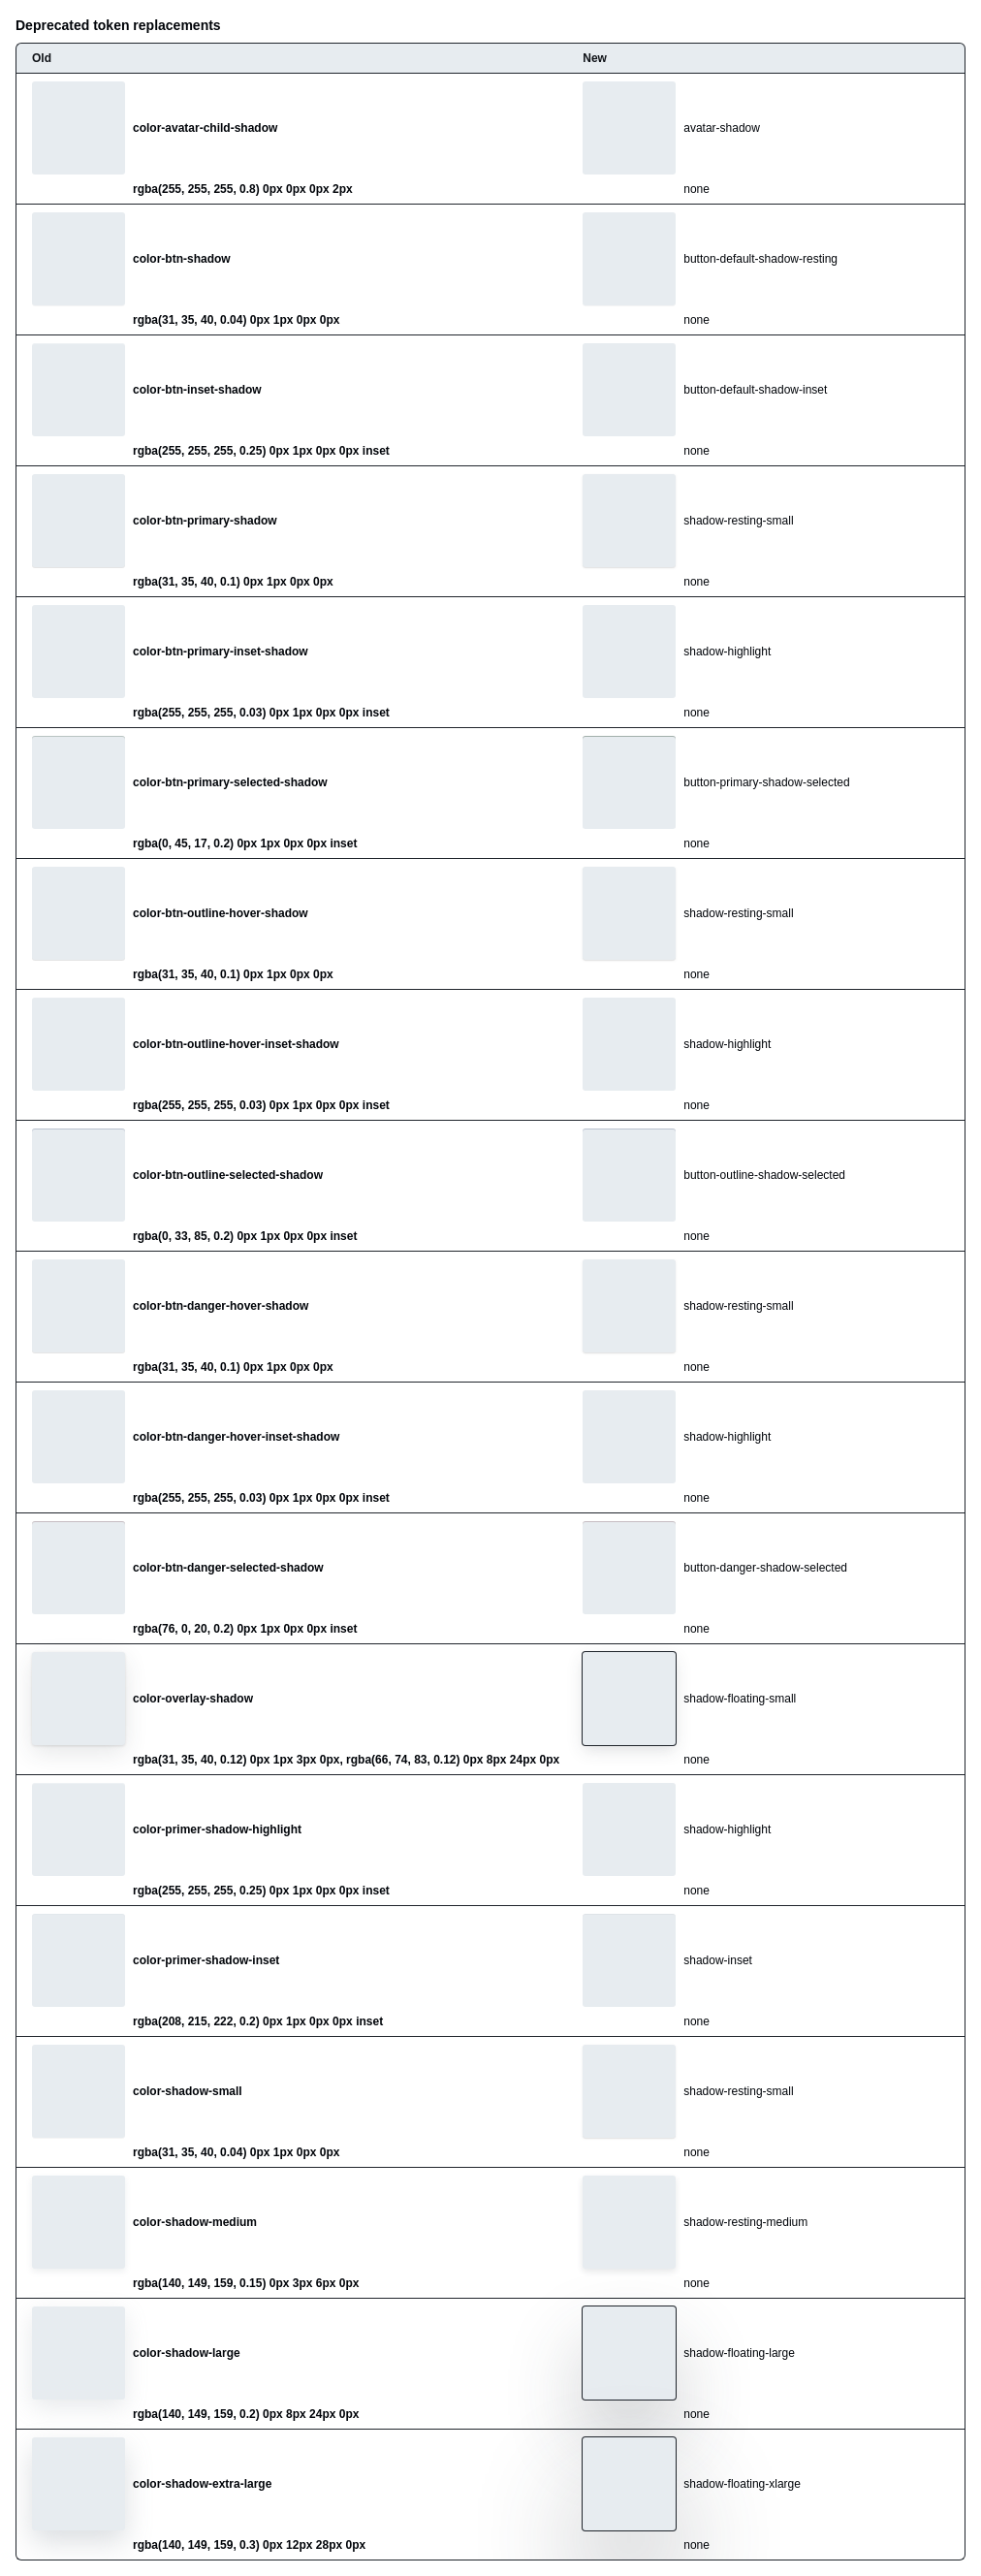 Deprecated token replacements
Old New
color-avatar-child-shadow avatar-shadow
rgba(255, 255, 255, 0.8) 0px 0px 0px 2px none
color-btn-shadow button-default-shadow-resting
rgba(31, 35, 40, 0.04) 0px 1px 0px 0px none
color-btn-inset-shadow button-default-shadow-inset
rgba(255, 255, 255, 0.25) 0px 1px 0px 0px inset none
color-btn-primary-shadow shadow-resting-small
rgba(31, 35, 40, 0.1) 0px 1px 0px 0px none
color-btn-primary-inset-shadow shadow-highlight
rgba(255, 255, 255, 0.03) 0px 1px 0px 0px inset none
color-btn-primary-selected-shadow button-primary-shadow-selected
rgba(0, 45, 17, 0.2) 0px 1px 0px 0px inset none
color-btn-outline-hover-shadow shadow-resting-small
rgba(31, 35, 40, 0.1) 0px 1px 0px 0px none
color-btn-outline-hover-inset-shadow shadow-highlight
rgba(255, 255, 255, 0.03) 0px 1px 0px 0px inset none
color-btn-outline-selected-shadow button-outline-shadow-selected
rgba(0, 33, 85, 0.2) 0px 1px 0px 0px inset none
color-btn-danger-hover-shadow shadow-resting-small
rgba(31, 35, 40, 0.1) 0px 1px 0px 0px none
color-btn-danger-hover-inset-shadow shadow-highlight
rgba(255, 255, 255, 0.03) 0px 1px 0px 0px inset none
color-btn-danger-selected-shadow button-danger-shadow-selected
rgba(76, 0, 20, 0.2) 0px 1px 0px 0px inset none
color-overlay-shadow shadow-floating-small
rgba(31, 35, 40, 0.12) 0px 1px 3px 0px, rgba(66, 74, 83, 0.12) 0px 8px 24px 0px none
color-primer-shadow-highlight shadow-highlight
rgba(255, 255, 255, 0.25) 0px 1px 0px 0px inset none
color-primer-shadow-inset shadow-inset
rgba(208, 215, 222, 0.2) 0px 1px 0px 0px inset none
color-shadow-small shadow-resting-small
rgba(31, 35, 40, 0.04) 0px 1px 0px 0px none
color-shadow-medium shadow-resting-medium
rgba(140, 149, 159, 0.15) 0px 3px 6px 0px none
color-shadow-large shadow-floating-large
rgba(140, 149, 159, 0.2) 0px 8px 24px 0px none
color-shadow-extra-large shadow-floating-xlarge
rgba(140, 149, 159, 0.3) 0px 12px 28px 0px none